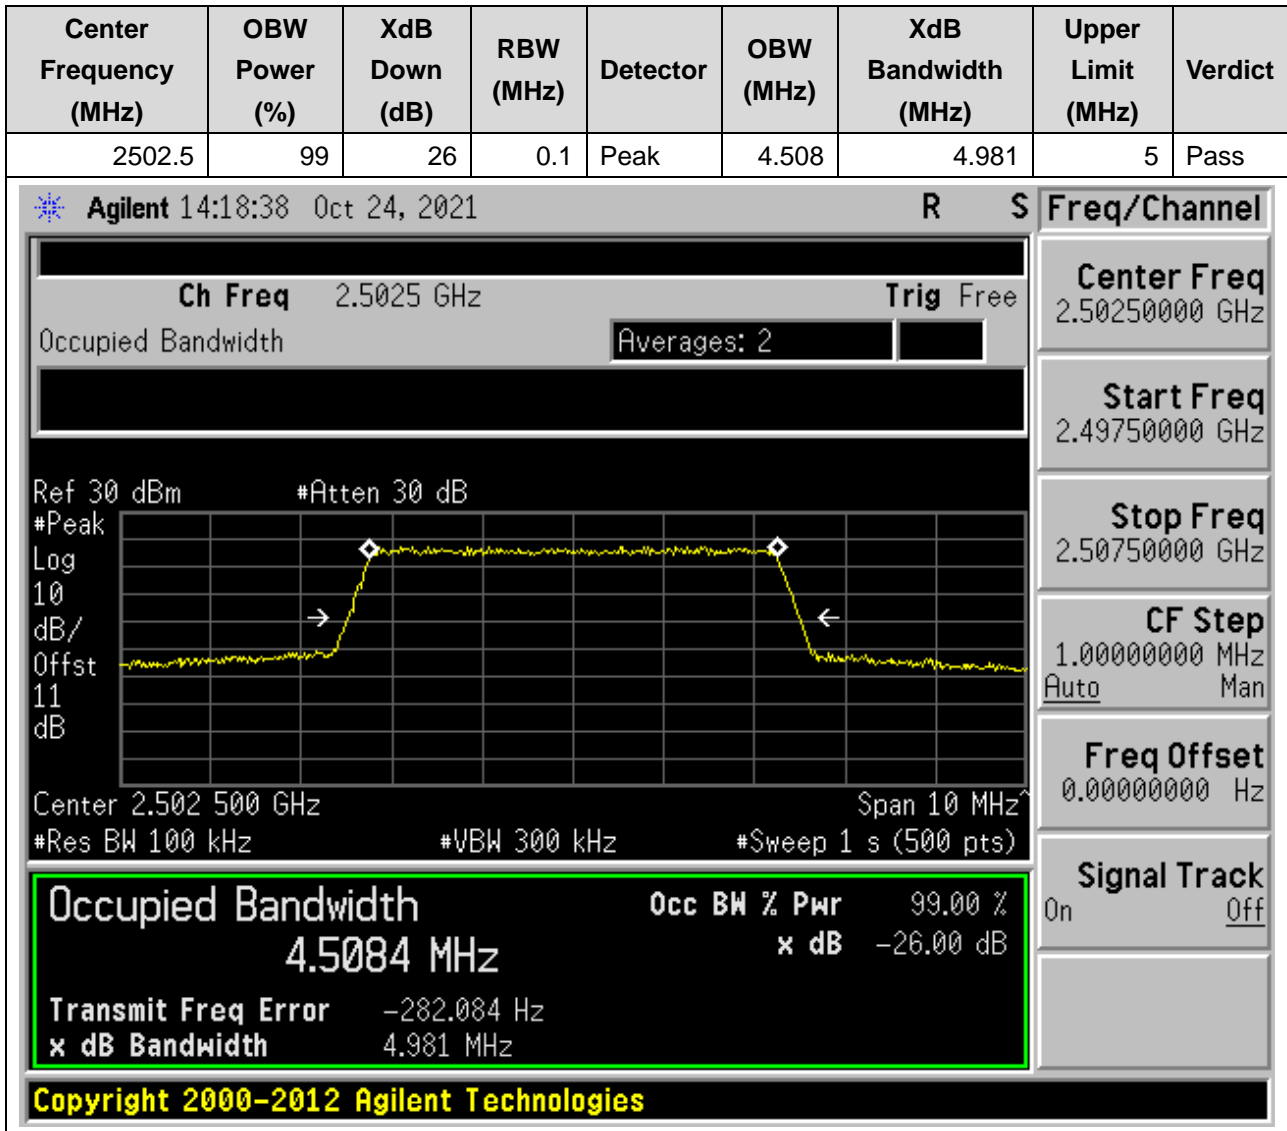 Center Frequency (MHz) OBW Power (%) XdB Down (dB) RBW (MHz) Detector OBW (MHz) XdB Bandwidth (MHz) Upper Limit (MHz) Verdict
2502.5 99 26 0.1 Peak 4.508 4.981 5 Pass
Agilent 14:18:38 Oct 24, 2021 R S Freq/Channel
Ch Freq 2.5025 GHz Trig Free
Occupied Bandwidth Averages: 2
Center Freq
2.50250000 GHz
Start Freq
2.49750000 GHz
Stop Freq
2.50750000 GHz
CF Step
1.00000000 MHz
Auto Man
Freq Offset
0.00000000 Hz
Signal Track
On Off
Ref 30 dBm #Atten 30 dB
#Peak
Log
10
dB/
Offst
11
dB
Center 2.502 500 GHz Span 10 MHz^
#Res BW 100 kHz #VBW 300 kHz #Sweep 1 s (500 pts)
Occupied Bandwidth Occ BW % Pwr 99.00 %
4.5084 MHz x dB -26.00 dB
Transmit Freq Error -282.084 Hz
x dB Bandwidth 4.981 MHz
Copyright 2000-2012 Agilent Technologies